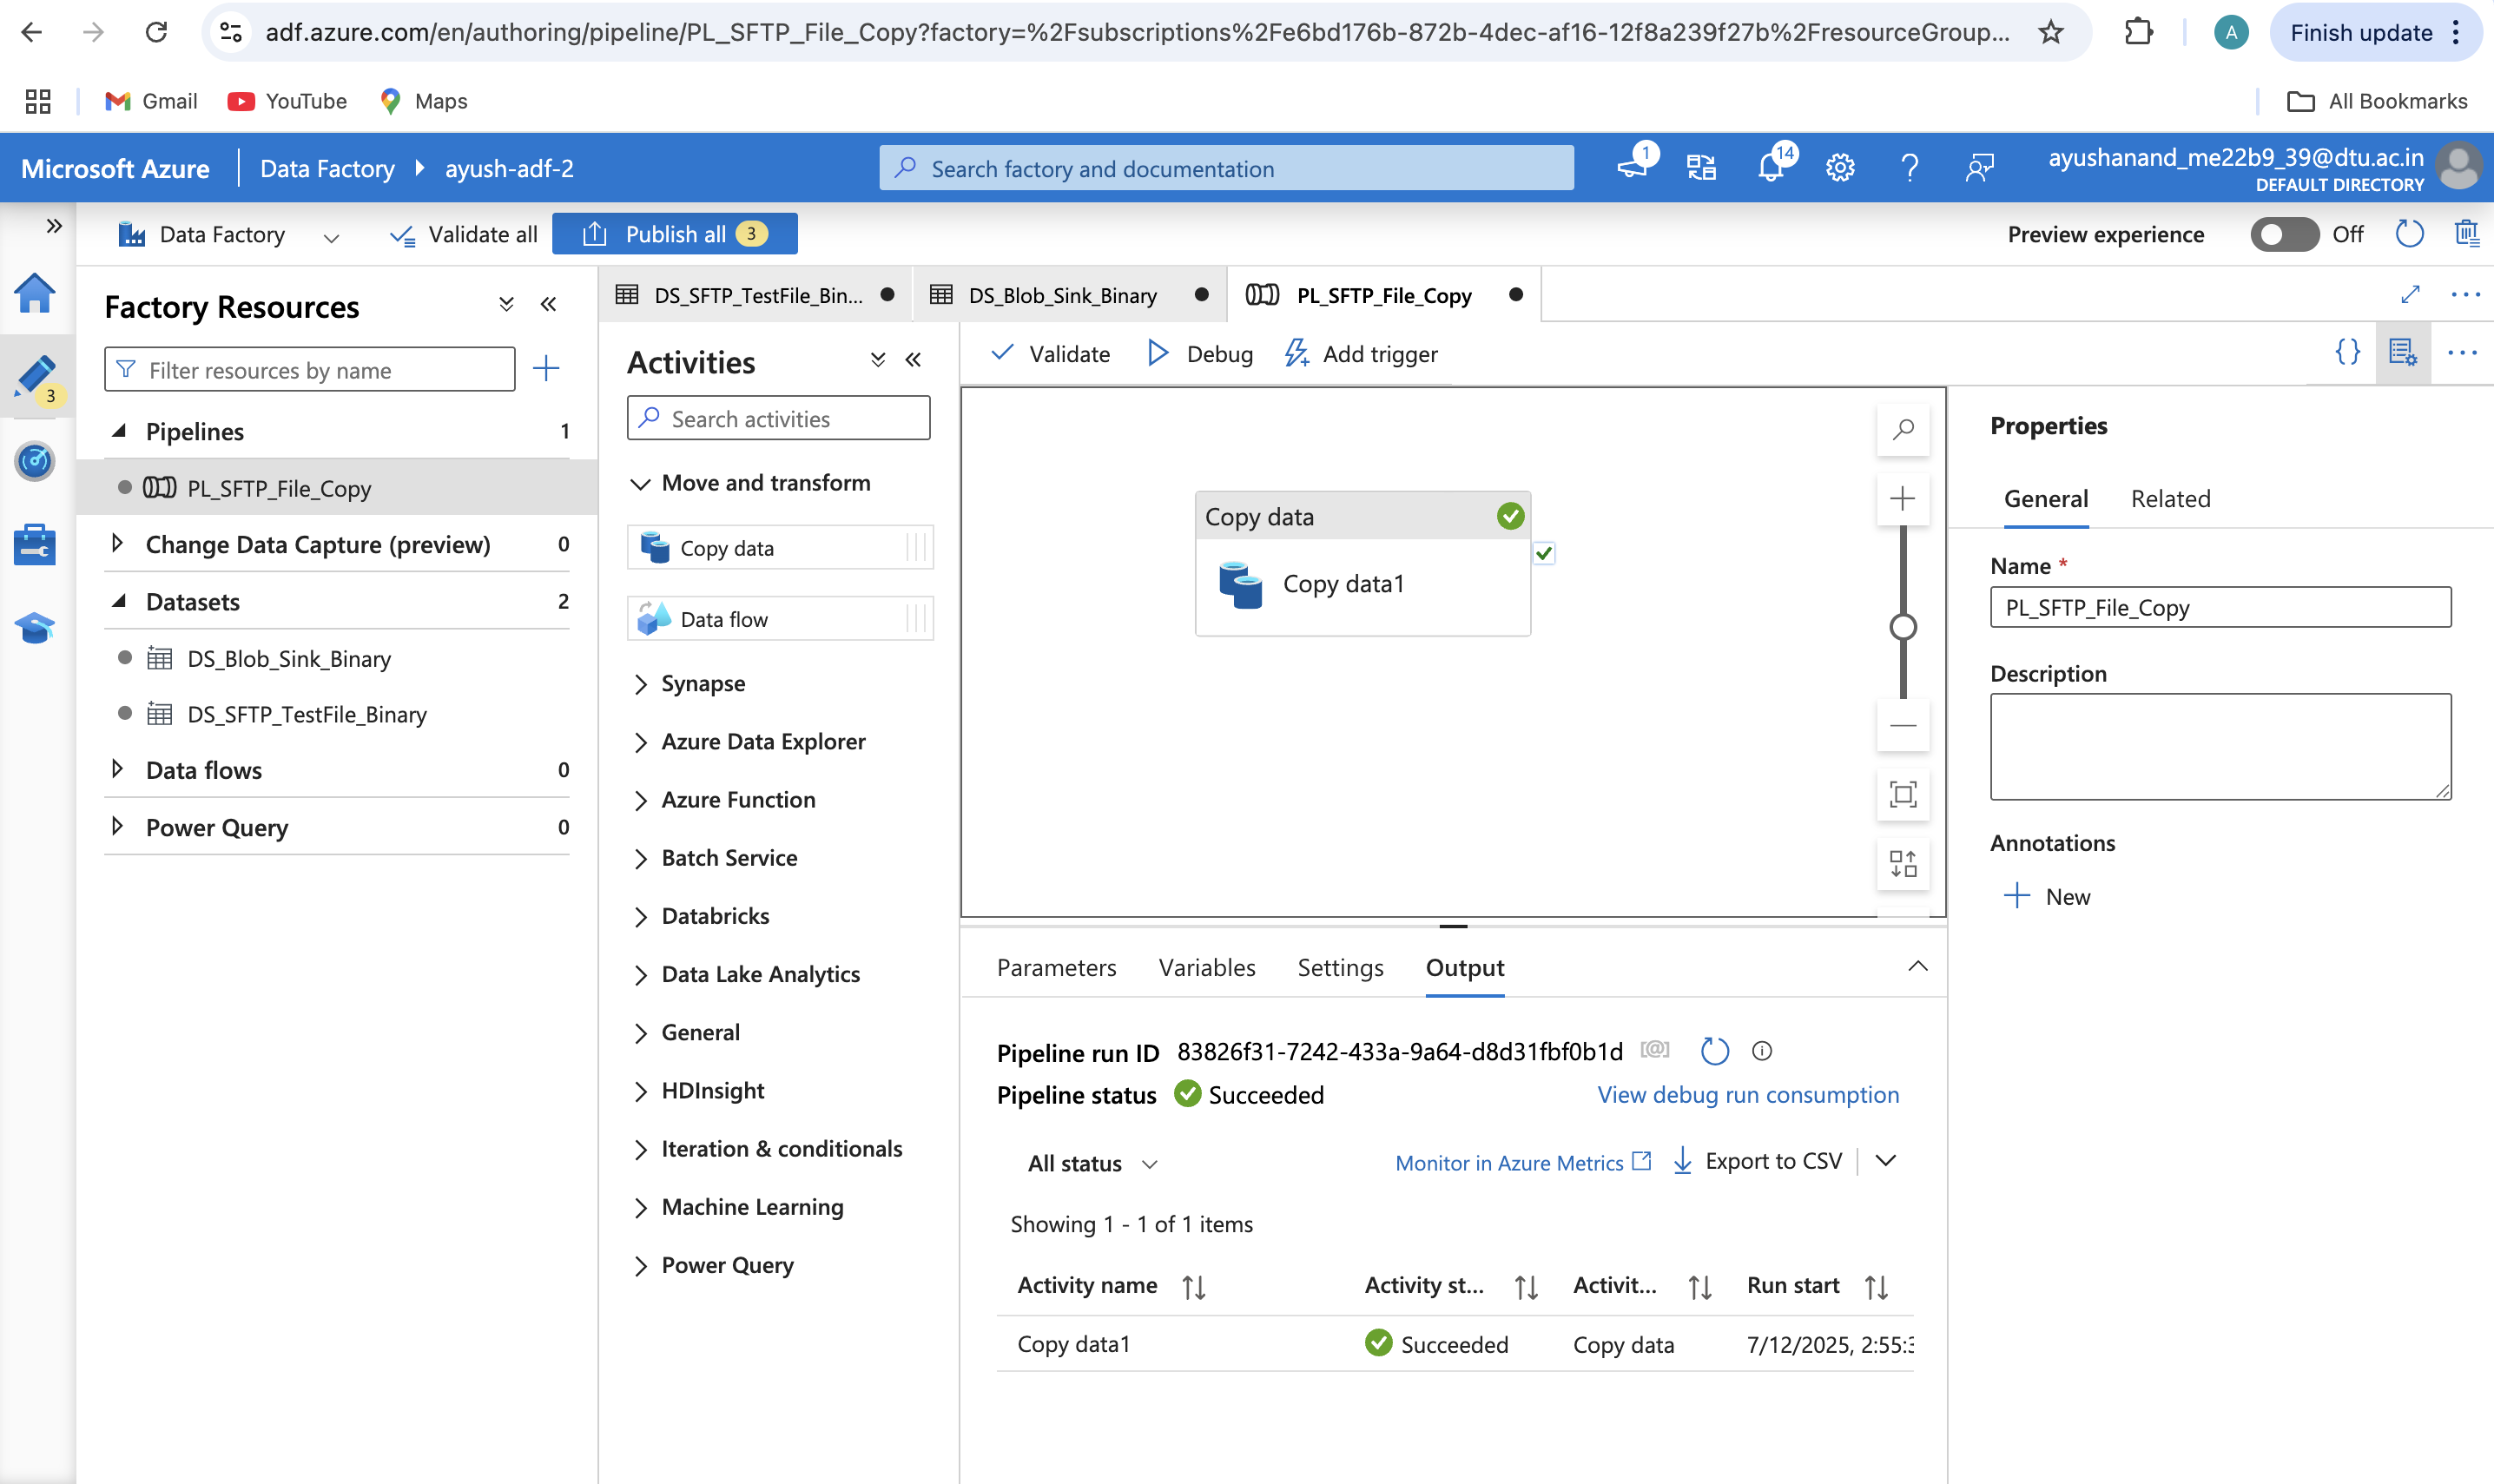 adf.azure.com/en/authoring/pipeline/PL_SFTP_File_Copy?factory=%2Fsubscriptions%2Fe6bd176b-872b-4dec-af16-12f8a239f27b%2FresourceGroup...
A
Finish update
Gmail
YouTube
Maps
All Bookmarks
Microsoft Azure
Data Factory
ayush-adf-2
Search factory and documentation
1
14
ayushanand_me22b9_39@dtu.ac.in
DEFAULT DIRECTORY
Data Factory
Validate all
Publish all 3
Preview experience
Off
3
Factory Resources
Filter resources by name
Pipelines 1
PL_SFTP_File_Copy
Change Data Capture (preview) 0
Datasets 2
DS_Blob_Sink_Binary
DS_SFTP_TestFile_Binary
Data flows 0
Power Query 0
DS_SFTP_TestFile_Bin...
DS_Blob_Sink_Binary
PL_SFTP_File_Copy
Activities
Search activities
Move and transform
Copy data
Data flow
Synapse
Azure Data Explorer
Azure Function
Batch Service
Databricks
Data Lake Analytics
General
HDInsight
Iteration & conditionals
Machine Learning
Power Query
Validate
Debug
Add trigger
Copy data
Copy data1
Parameters
Variables
Settings
Output
Pipeline run ID 83826f31-7242-433a-9a64-d8d31fbf0b1d
Pipeline status Succeeded
View debug run consumption
All status
Monitor in Azure Metrics
Export to CSV
Showing 1 - 1 of 1 items
Activity name Activity st... Activit... Run start
Copy data1 Succeeded Copy data 7/12/2025, 2:55:3
Properties
General
Related
Name *
PL_SFTP_File_Copy
Description
Annotations
New